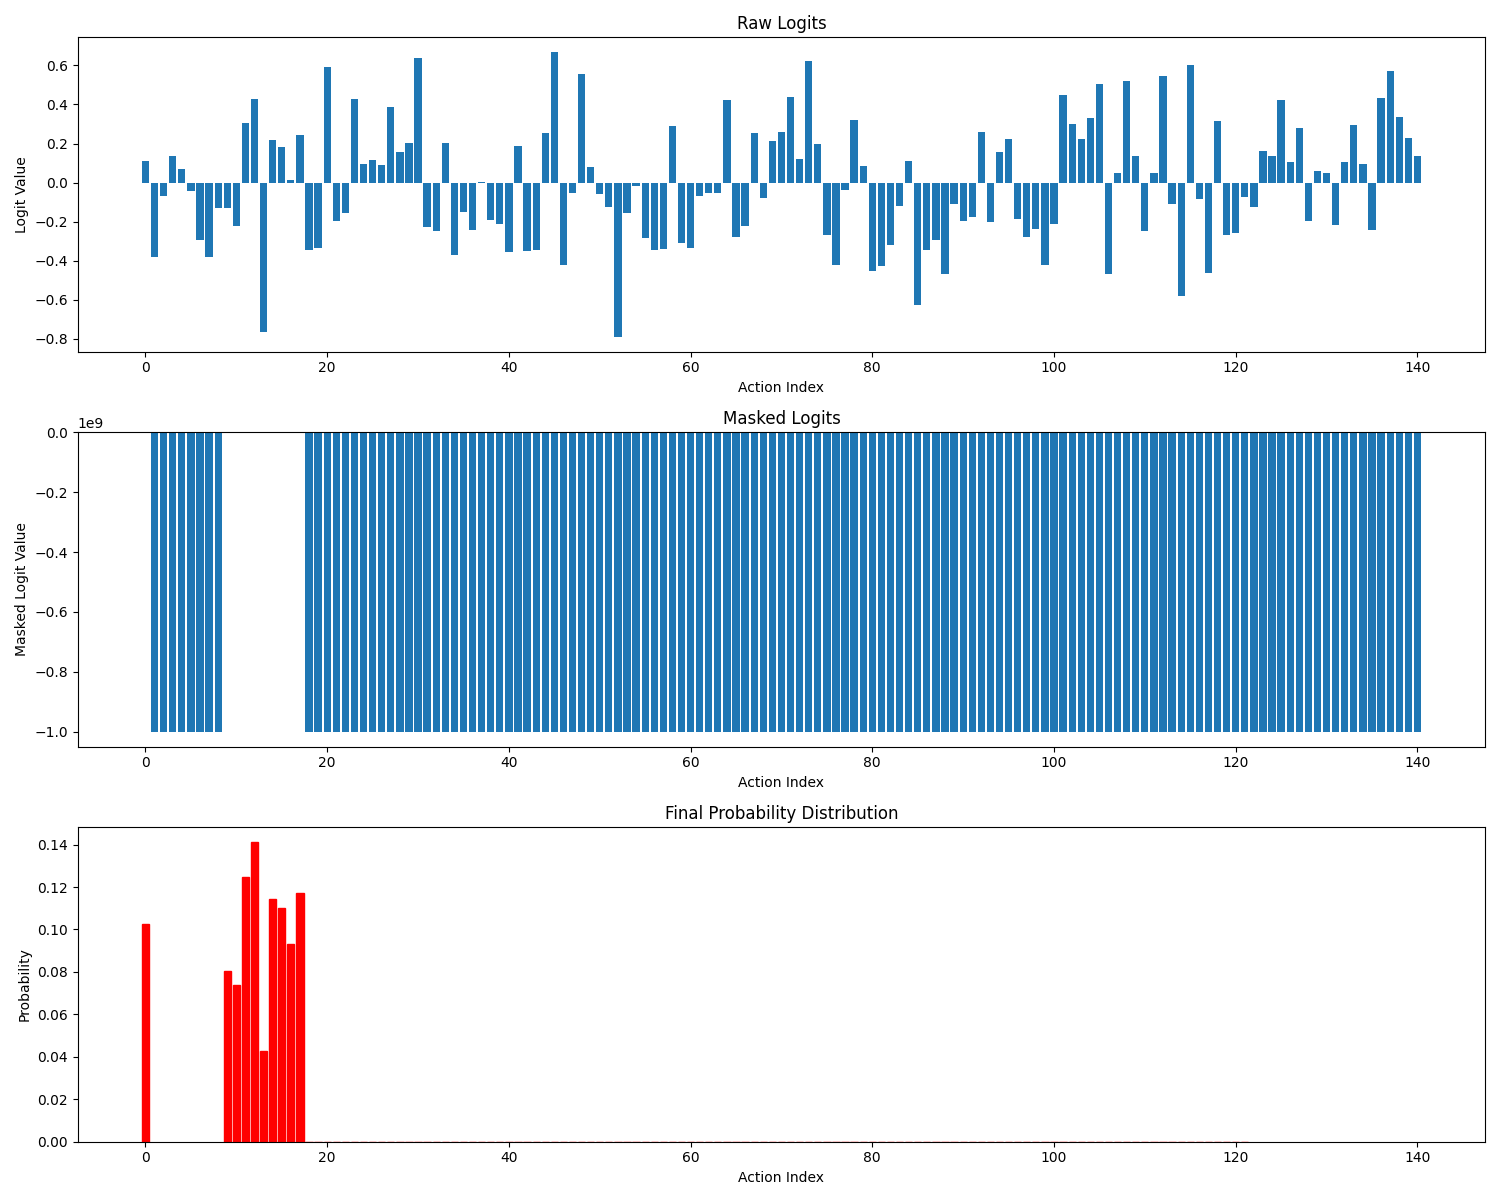 Raw Logits
0.6
0.4
0.2
0.0
−0.2
−0.4
−0.6
−0.8
Logit Value
0 20 40 60 80 100 120 140
Action Index
Masked Logits
1e9
0.0
−0.2
−0.4
−0.6
−0.8
−1.0
Masked Logit Value
0 20 40 60 80 100 120 140
Action Index
Final Probability Distribution
0.14
0.12
0.10
0.08
0.06
0.04
0.02
0.00
Probability
0 20 40 60 80 100 120 140
Action Index